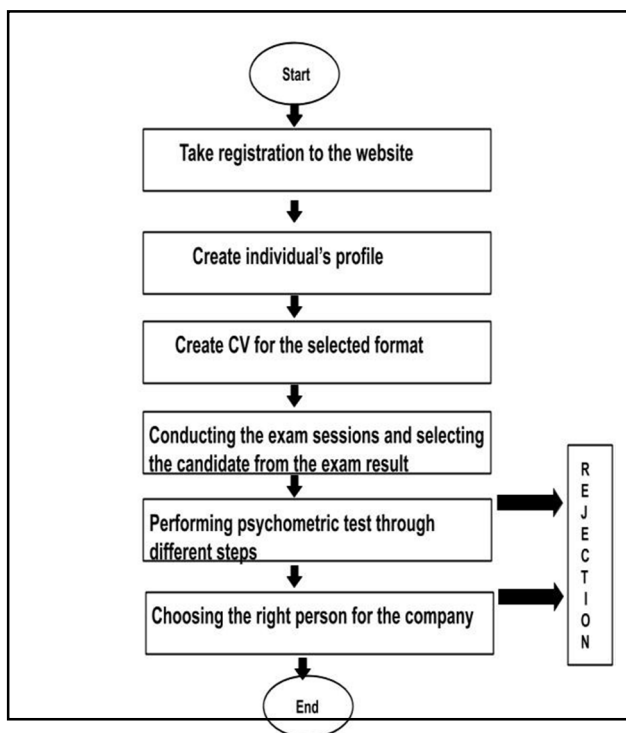 Start
Take registration to the website
Create individual's profile
Create CV for the selected format
Conducting the exam sessions and selecting
the candidate from the exam result
Performing psychometric test through
different steps
Choosing the right person for the company
End
REJECTION